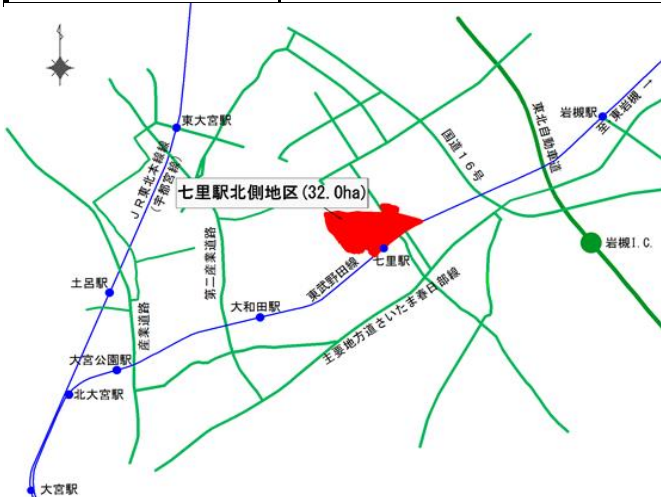 東大宮駅
岩槻駅
至 東岩槻 →
東北自動車道
国道16号
JR東北本線線
(宇都宮線)
七里駅北側地区(32.0ha)
岩槻I.C.
七里駅
東武野田線
第二産業道路
土呂駅
大和田駅
産業道路
主要地方道さいたま春日部線
大宮公園駅
北大宮駅
大宮駅